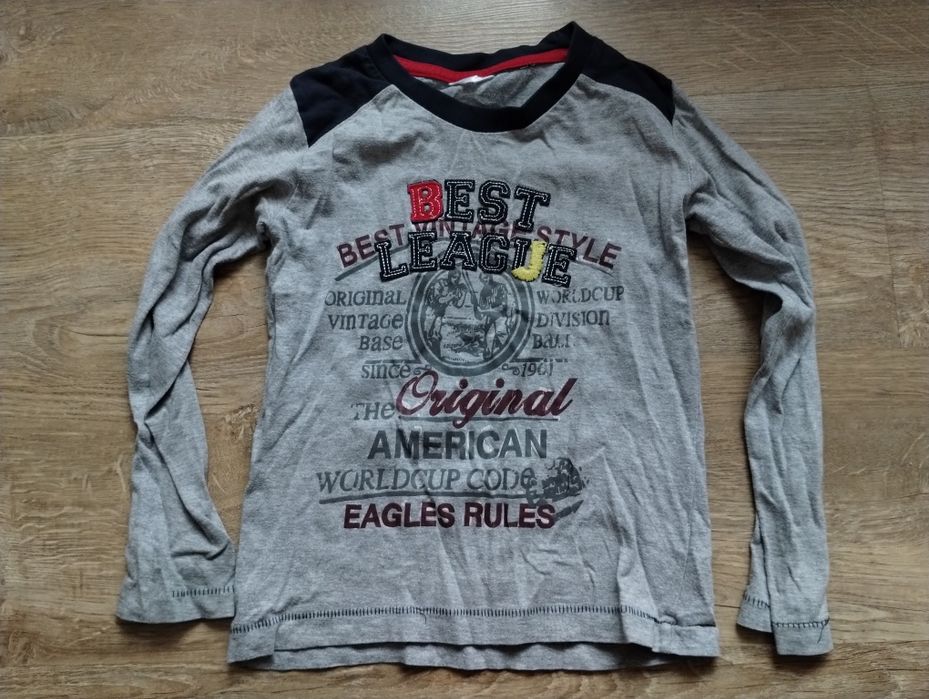 BEST
BEST VINTAGE STYLE
LEAGUE
ORIGINAL WORLDCUP
VINTAGE DIVISION
BASE BALL
SINCE
THE Original
AMERICAN
WORLDCUP CODE
EAGLES RULES